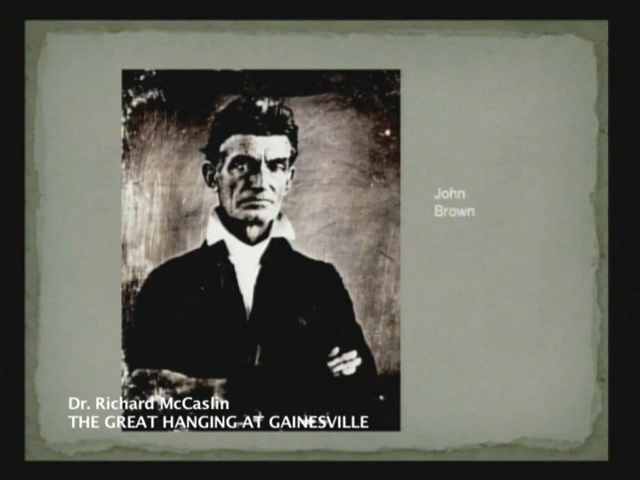 John
Brown
Dr. Richard McCaslin
THE GREAT HANGING AT GAINESVILLE